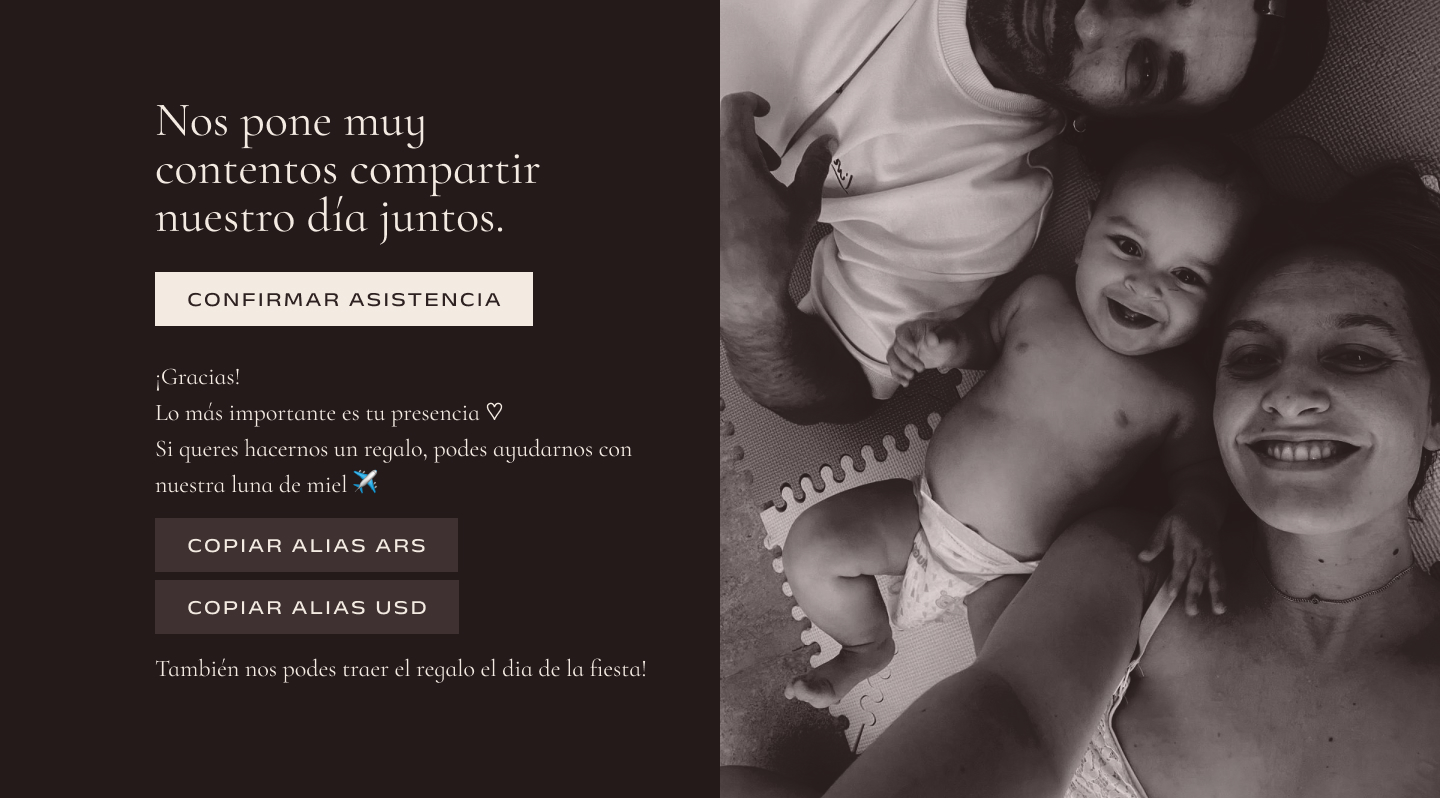 Nos pone muy
contentos compartir
nuestro día juntos.
CONFIRMAR ASISTENCIA
¡Gracias!
Lo más importante es tu presencia ♡
Si queres hacernos un regalo, podes ayudarnos con
nuestra luna de miel ✈️
COPIAR ALIAS ARS
COPIAR ALIAS USD
También nos podes traer el regalo el dia de la fiesta!